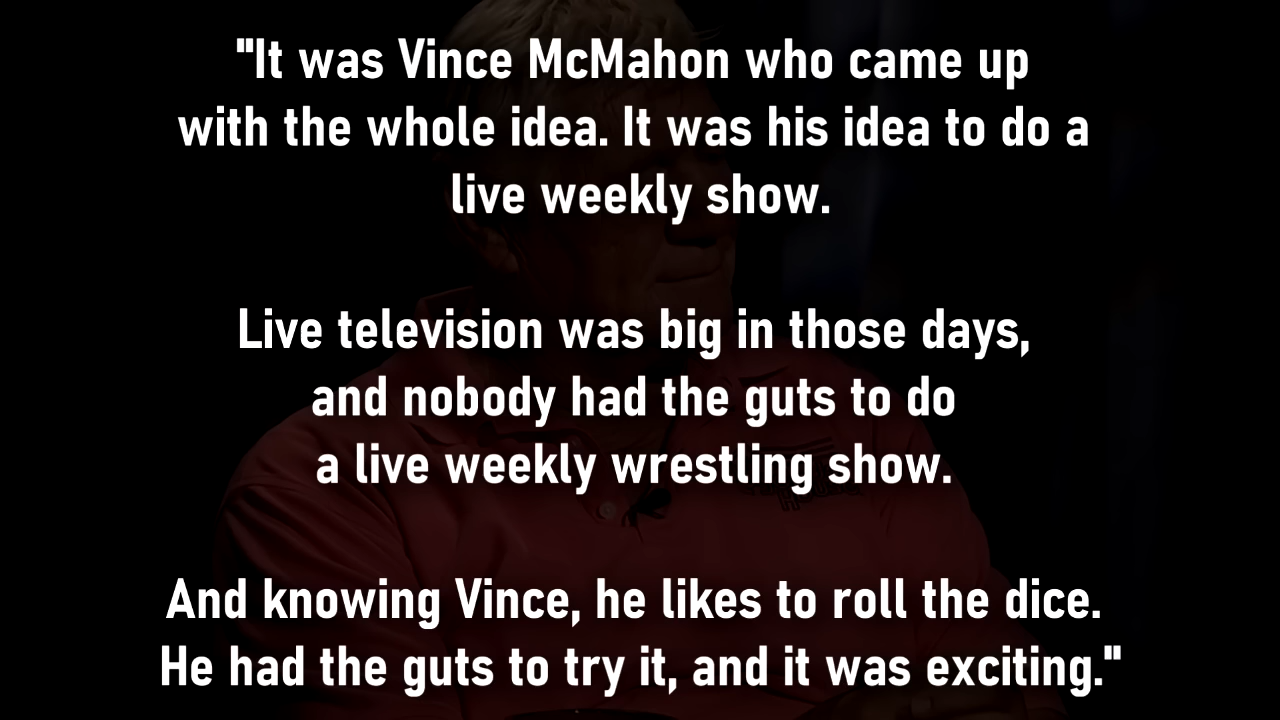 "It was Vince McMahon who came up
with the whole idea. It was his idea to do a
live weekly show.
Live television was big in those days,
and nobody had the guts to do
a live weekly wrestling show.
And knowing Vince, he likes to roll the dice.
He had the guts to try it, and it was exciting."